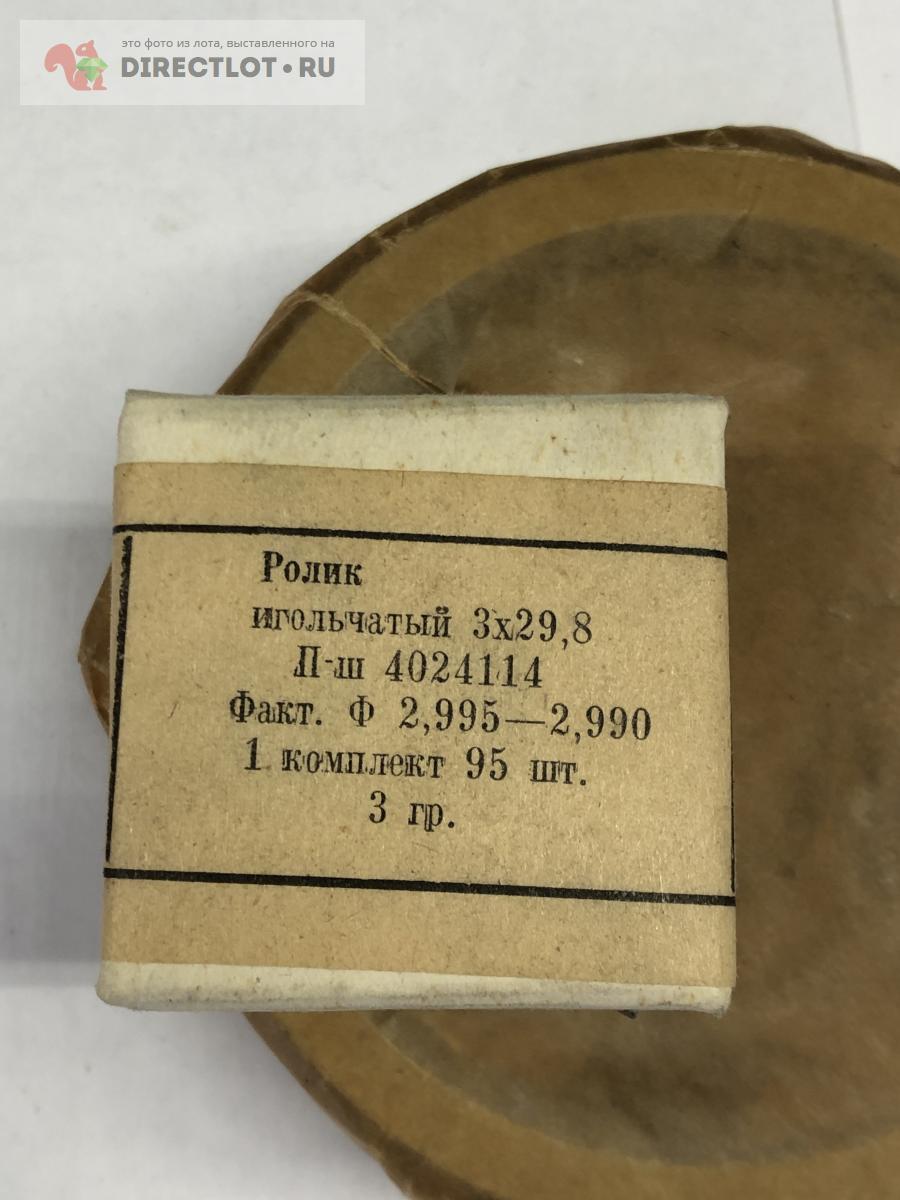 это фото из лота, выставленного на
DIRECTLOT•RU
Ролик
игольчатый 3х29,8
П-ш 4024114
Факт. Ф 2,995—2,990
1 комплект 95 шт.
3 гр.